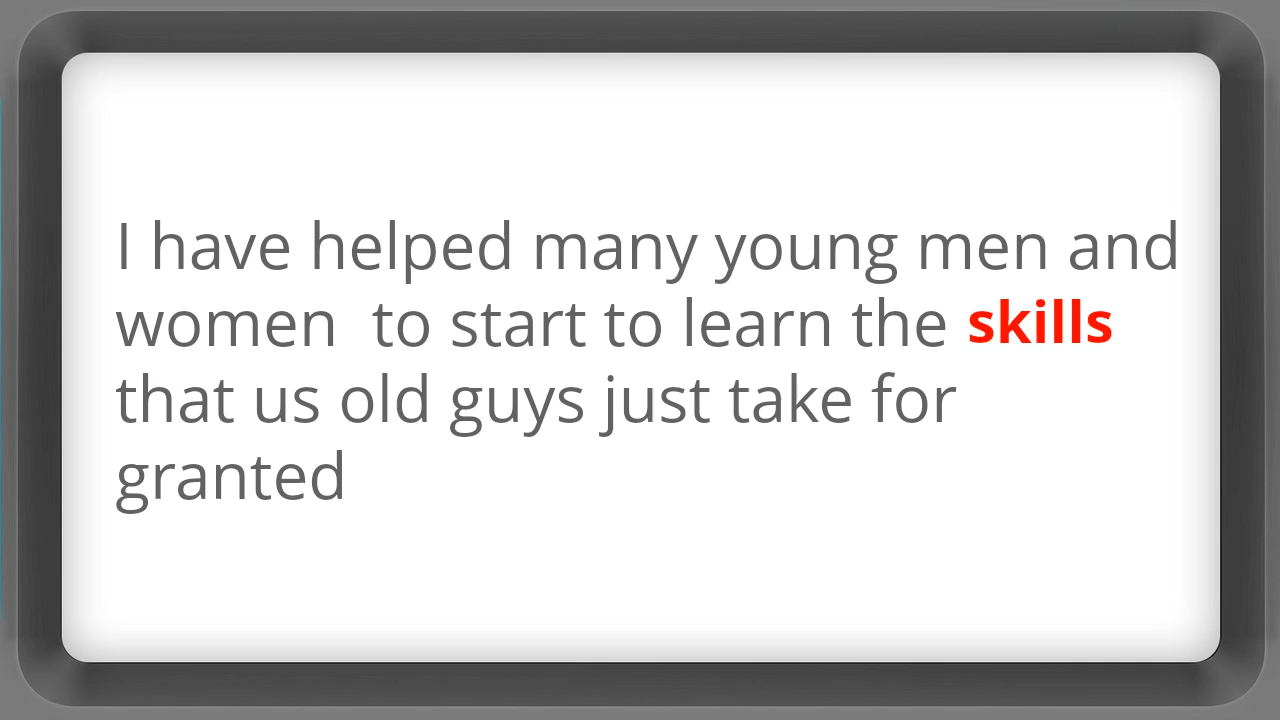 I have helped many young men and
women  to start to learn the skills
that us old guys just take for
granted